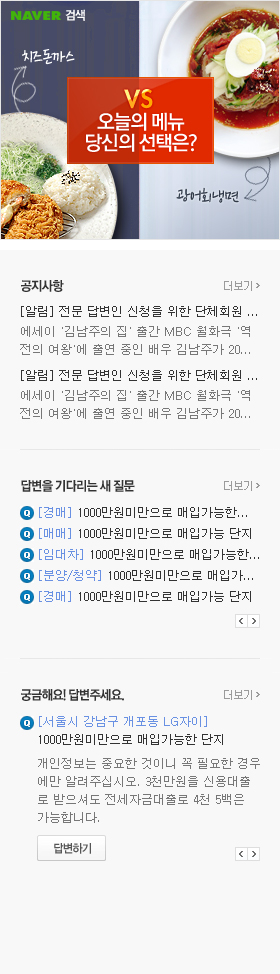 NAVER 검색
치즈돈까스
VS
오늘의 메뉴
당신의 선택은?
광어회냉면
공지사항
더보기 >
[알림] 전문 답변인 신청을 위한 단체회원 ...
에세이 '김남주의 집' 출간 MBC 월화극 '역
전의 여왕'에 출연 중인 배우 김남주가 20...
[알림] 전문 답변인 신청을 위한 단체회원 ...
에세이 '김남주의 집' 출간 MBC 월화극 '역
전의 여왕'에 출연 중인 배우 김남주가 20...
답변을 기다리는 새 질문
더보기 >
Q [경매] 1000만원미만으로 매입가능한...
Q [매매] 1000만원미만으로 매입가능 단지
Q [임대차] 1000만원미만으로 매입가능한...
Q [분양/청약] 1000만원미만으로 매입가...
Q [경매] 1000만원미만으로 매입가능 단지
< >
궁금해요! 답변주세요.
더보기 >
Q [서울시 강남구 개포동 LG자이]
1000만원미만으로 매입가능한 단지
개인정보는 중요한 것이니 꼭 필요한 경우
에만 알려주십시오. 3천만원을 신용대출
로 받으셔도 전세자금대출로 4천 5백은
가능합니다.
답변하기
< >